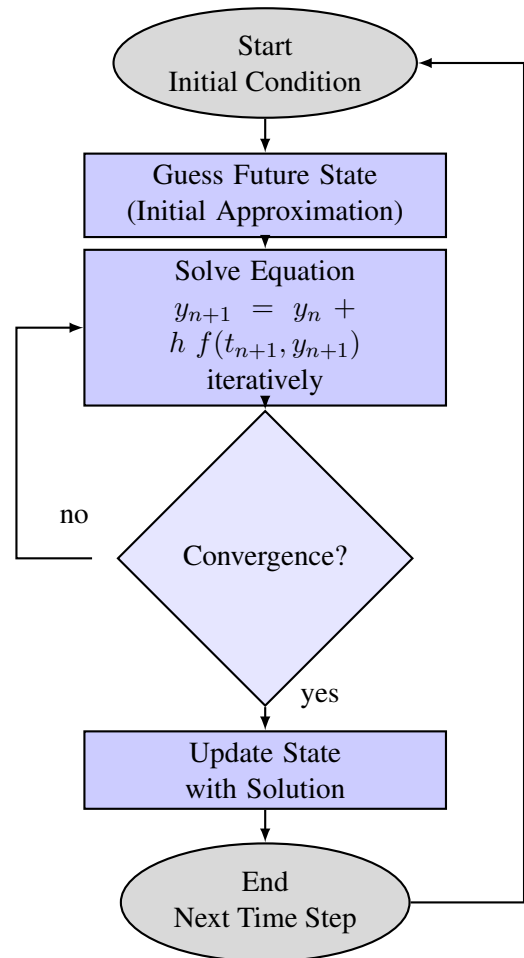 Start
Initial Condition
Guess Future State
(Initial Approximation)
Solve Equation
y_{n+1} = y_n +
h f(t_{n+1}, y_{n+1})
iteratively
no
Convergence?
yes
Update State
with Solution
End
Next Time Step